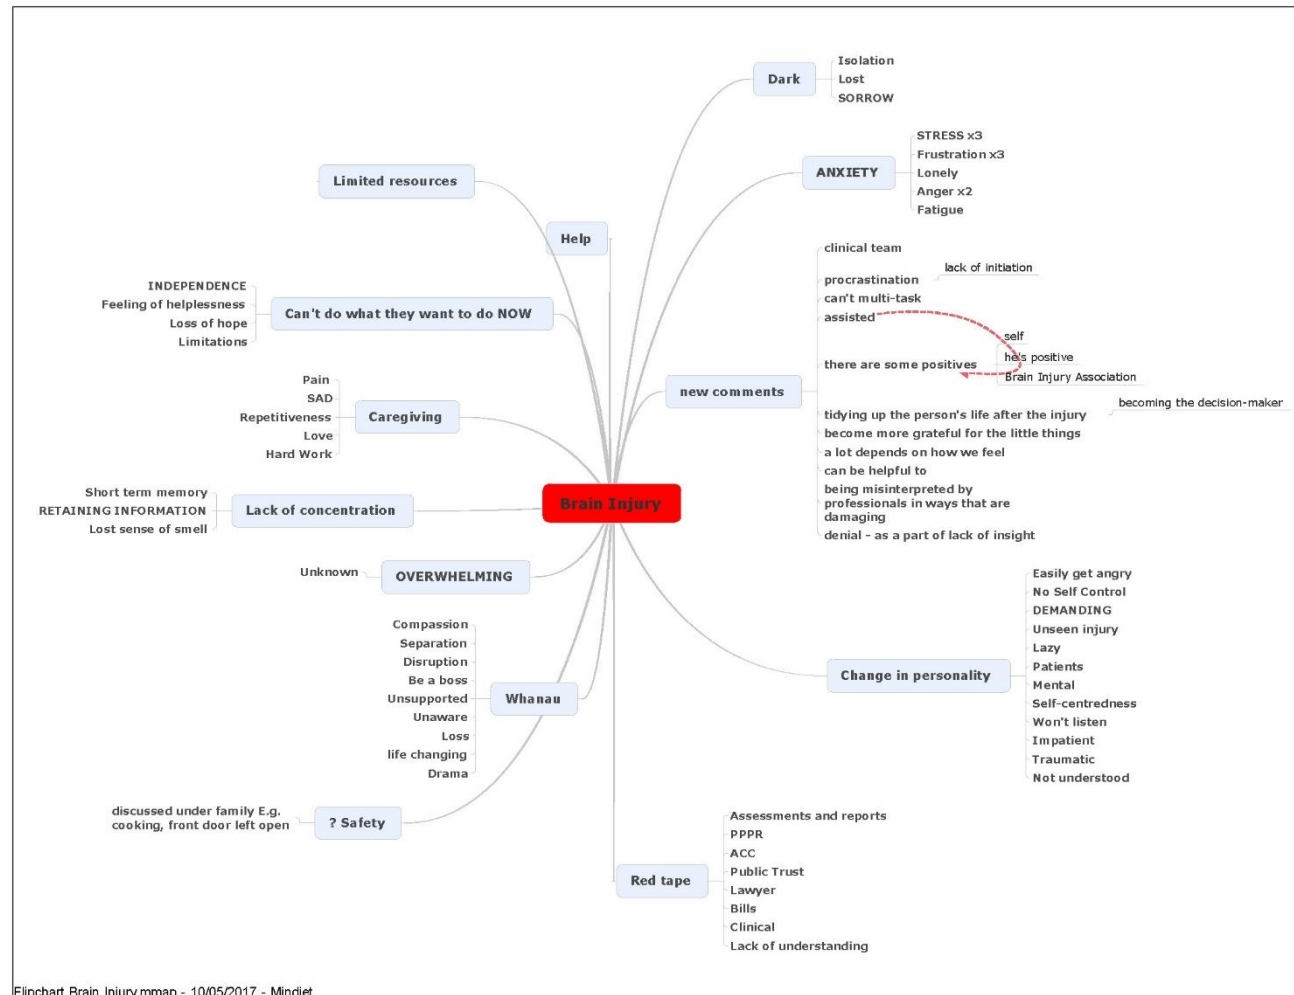 Dark
Isolation
Lost
SORROW
ANXIETY
STRESS x3
Frustration x3
Lonely
Anger x2
Fatigue
Limited resources
Help
INDEPENDENCE
Feeling of helplessness
Loss of hope
Limitations
Can't do what they want to do NOW
new comments
clinical team
procrastination
lack of initiation
can't multi-task
assisted
there are some positives
self
he's positive
Brain Injury Association
tidying up the person's life after the injury
becoming the decision-maker
become more grateful for the little things
a lot depends on how we feel
can be helpful to
being misinterpreted by
professionals in ways that are
damaging
denial - as a part of lack of insight
Pain
SAD
Repetitiveness
Love
Hard Work
Caregiving
Brain Injury
Short term memory
RETAINING INFORMATION
Lost sense of smell
Lack of concentration
Unknown
OVERWHELMING
Compassion
Separation
Disruption
Be a boss
Unsupported
Unaware
Loss
life changing
Drama
Whanau
Change in personality
Easily get angry
No Self Control
DEMANDING
Unseen injury
Lazy
Patients
Mental
Self-centredness
Won't listen
Impatient
Traumatic
Not understood
discussed under family E.g.
cooking, front door left open
? Safety
Red tape
Assessments and reports
PPPR
ACC
Public Trust
Lawyer
Bills
Clinical
Lack of understanding
Flipchart Brain Injury.mmap - 10/05/2017 - Mindjet